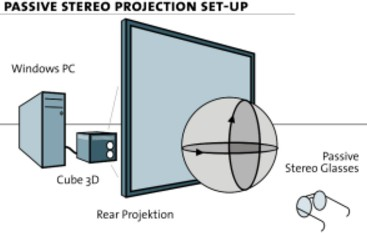 PASSIVE STEREO PROJECTION SET-UP
Windows PC
Cube 3D
Rear Projektion
Passive
Stereo Glasses